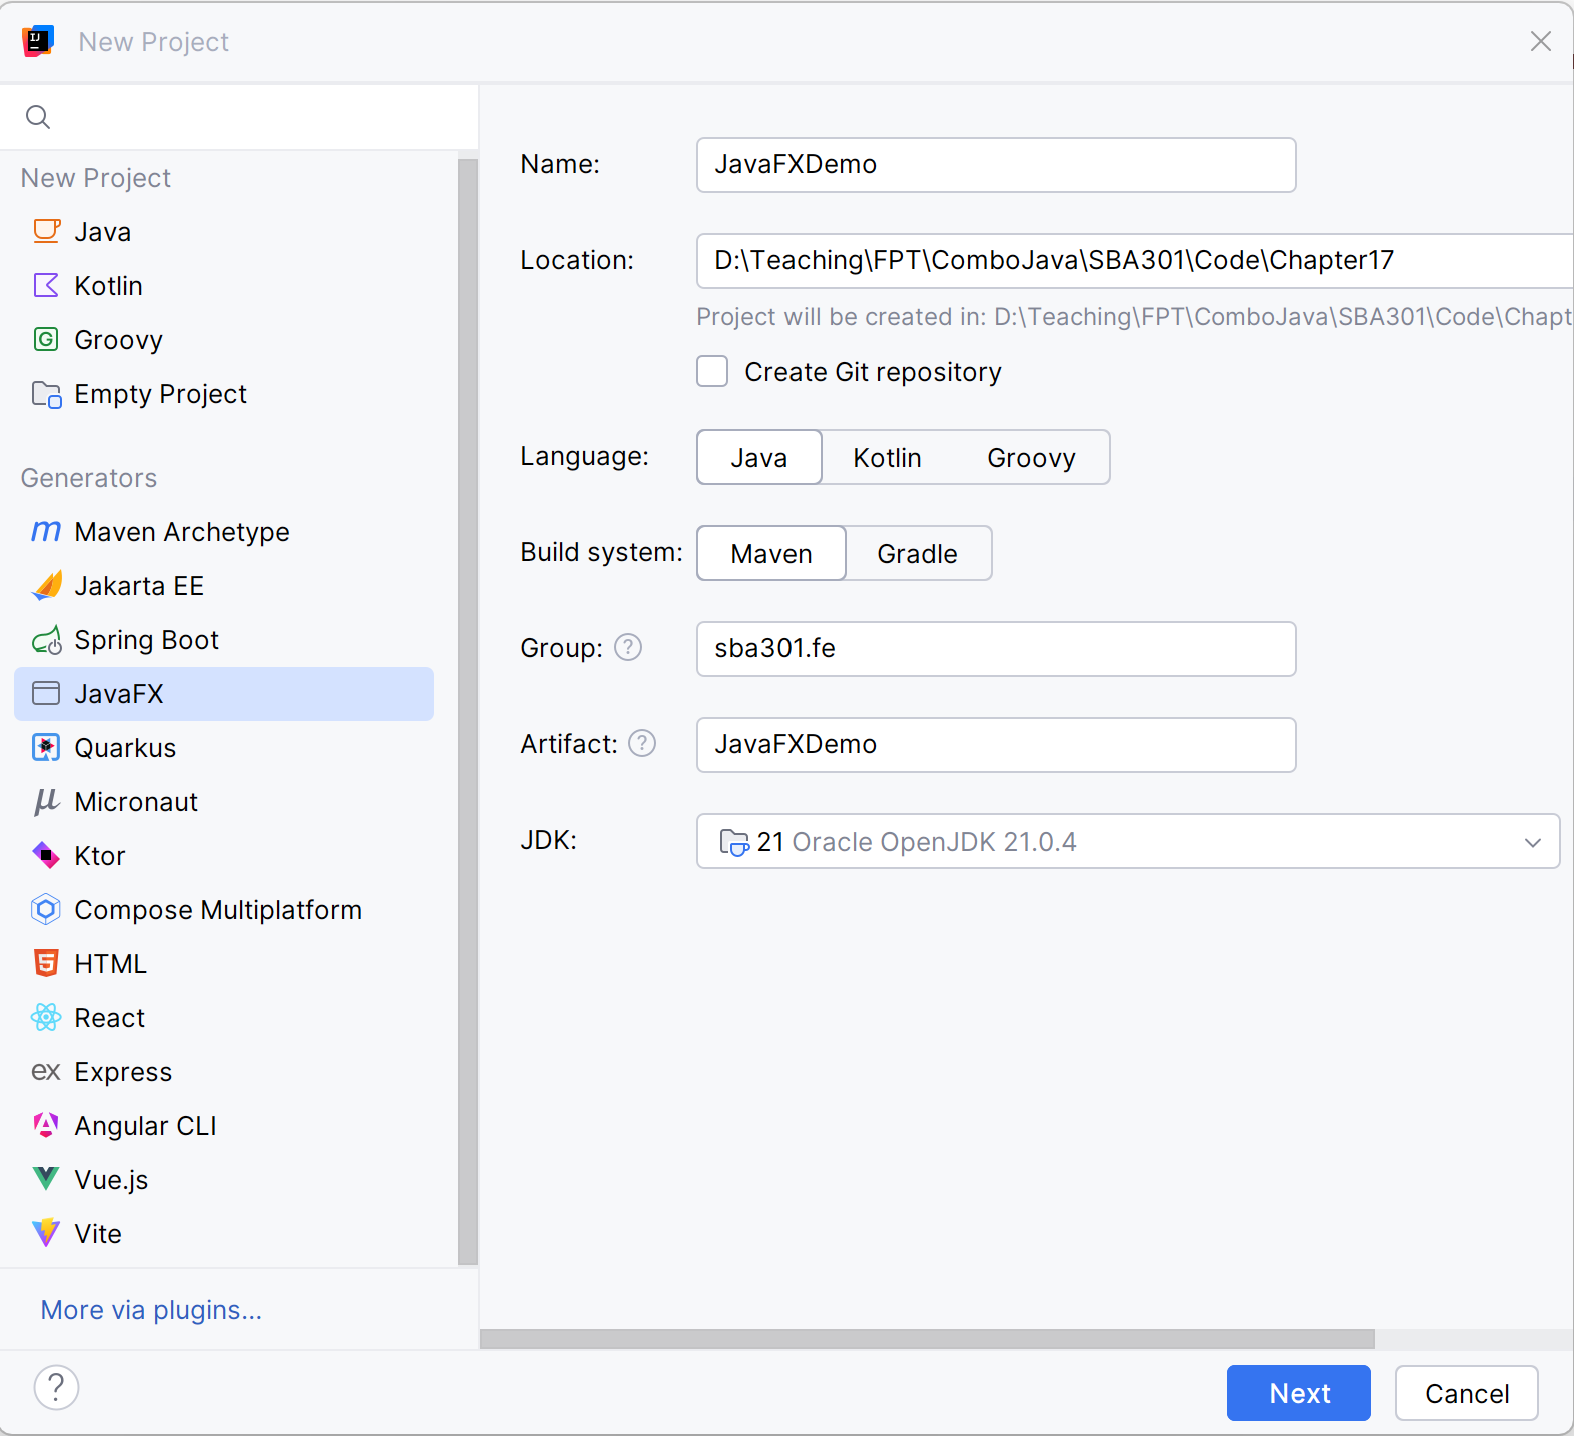 New Project
New Project
Java
Kotlin
Groovy
Empty Project
Generators
Maven Archetype
Jakarta EE
Spring Boot
JavaFX
Quarkus
Micronaut
Ktor
Compose Multiplatform
HTML
React
ex Express
Angular CLI
Vue.js
Vite
More via plugins...
Name: JavaFXDemo
Location: D:\Teaching\FPT\ComboJava\SBA301\Code\Chapter17
Project will be created in: D:\Teaching\FPT\ComboJava\SBA301\Code\Chapt
Create Git repository
Language: Java Kotlin Groovy
Build system: Maven Gradle
Group: ? sba301.fe
Artifact: ? JavaFXDemo
JDK: 21 Oracle OpenJDK 21.0.4
? Next Cancel